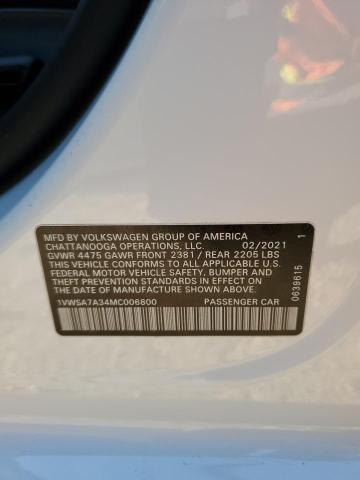 MFD BY VOLKSWAGEN GROUP OF AMERICA
CHATTANOOGA OPERATIONS, LLC. 02/2021
GVWR 4475 GAWR FRONT 2381 / REAR 2205 LBS
THIS VEHICLE CONFORMS TO ALL APPLICABLE U.S.
FEDERAL MOTOR VEHICLE SAFETY, BUMPER AND
THEFT PREVENTION STANDARDS IN EFFECT ON
THE DATE OF MANUFACTURE SHOWN ABOVE.
1VWSA7A34MC006800 PASSENGER CAR
0639615 1